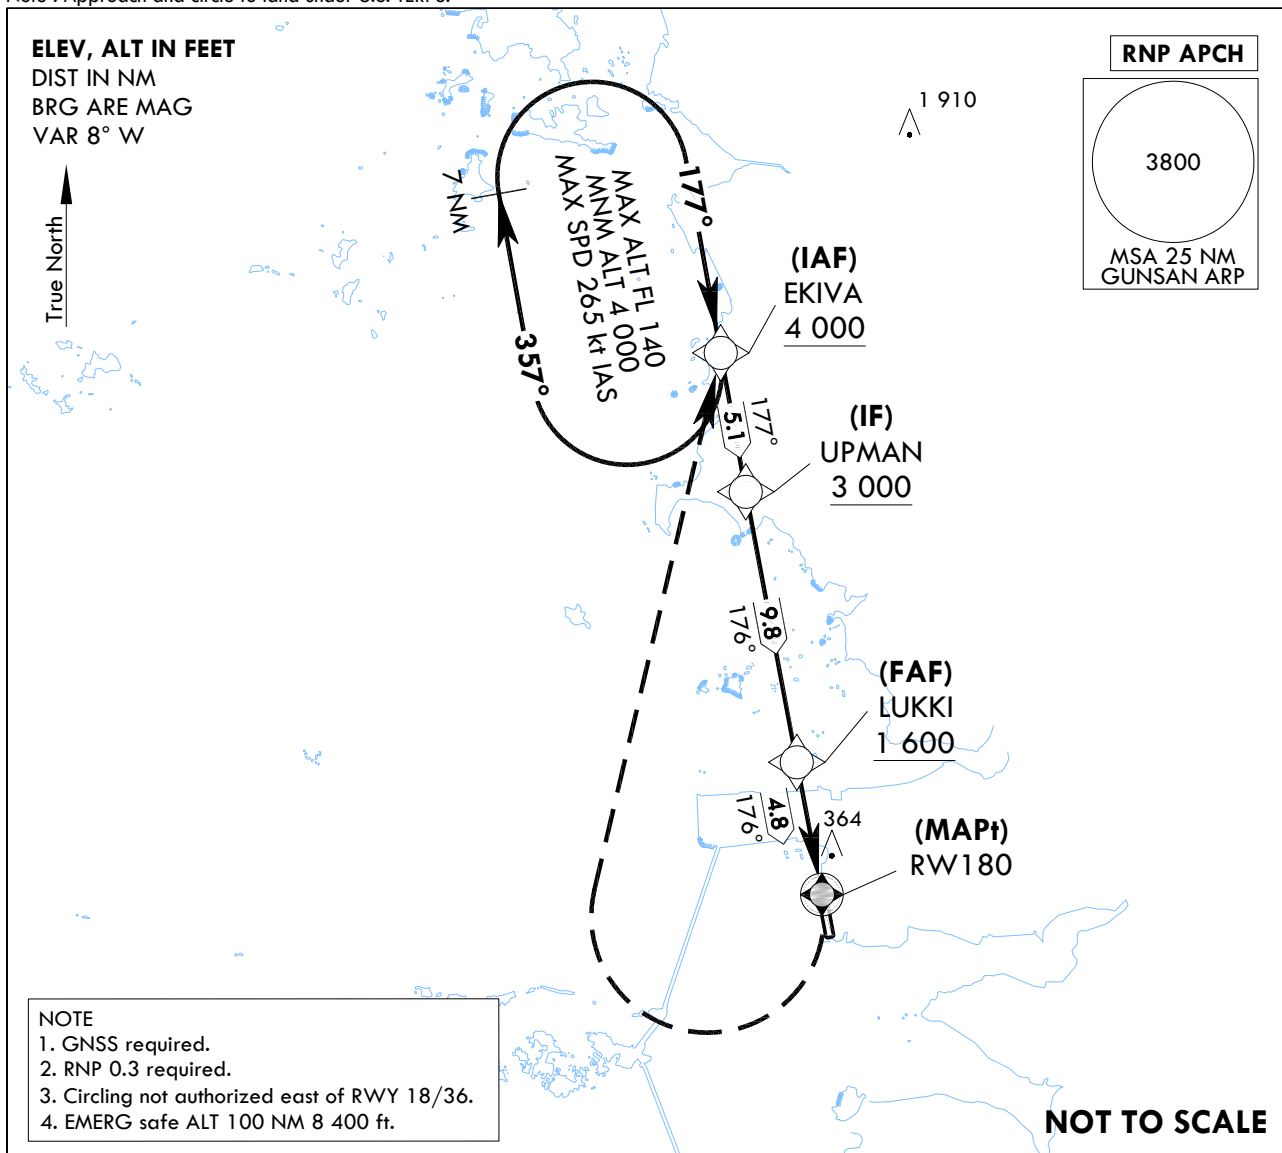 ELEV, ALT IN FEET
DIST IN NM
BRG ARE MAG
VAR 8° W
True North
RNP APCH
3800
MSA 25 NM
GUNSAN ARP
1 910
7 NM
177°
MAX ALT FL 140
MNM ALT 4 000
MAX SPD 265 kt IAS
357°
(IAF)
EKIVA
4 000
5.1
177°
(IF)
UPMAN
3 000
9.8
176°
(FAF)
LUKKI
1 600
4.8
176°
364
(MAPt)
RW180
NOTE
1. GNSS required.
2. RNP 0.3 required.
3. Circling not authorized east of RWY 18/36.
4. EMERG safe ALT 100 NM 8 400 ft.
NOT TO SCALE